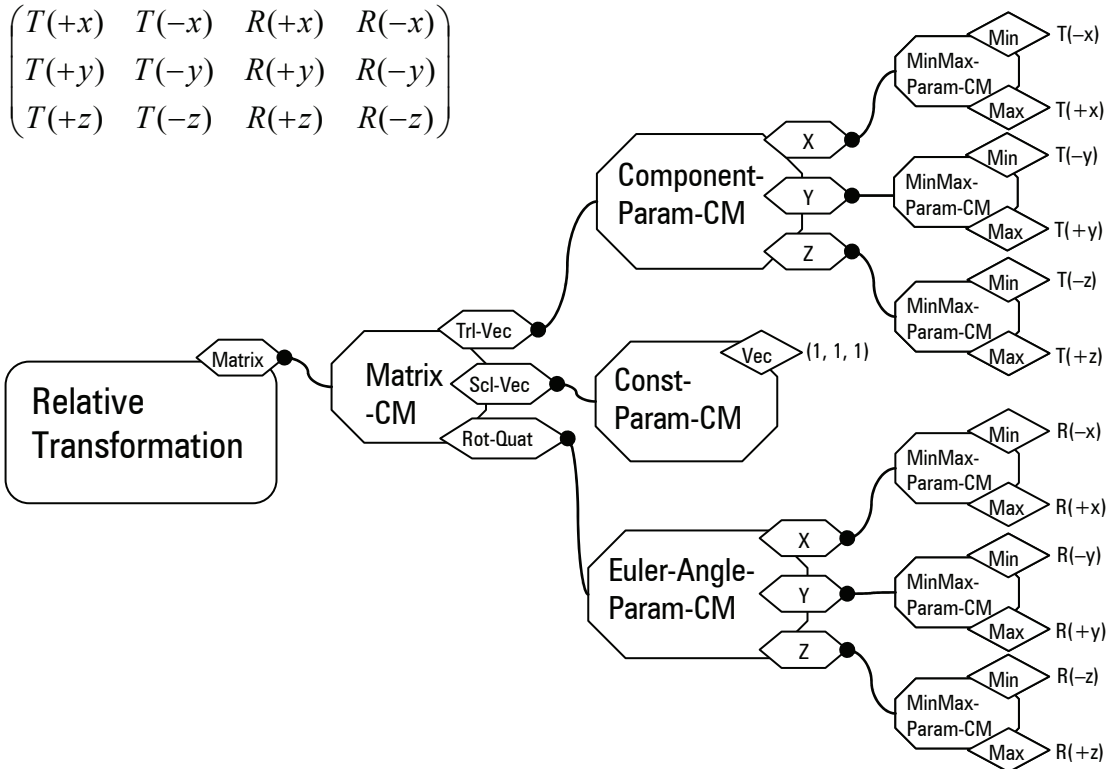 T(+x) T(−x) R(+x) R(−x)
T(+y) T(−y) R(+y) R(−y)
T(+z) T(−z) R(+z) R(−z)
Relative
Transformation
Matrix
Matrix
-CM
Trl-Vec
Scl-Vec
Rot-Quat
Component-
Param-CM
X
Y
Z
MinMax-
Param-CM
Min
T(−x)
Max
T(+x)
MinMax-
Param-CM
Min
T(−y)
Max
T(+y)
MinMax-
Param-CM
Min
T(−z)
Max
T(+z)
Const-
Param-CM
Vec
(1, 1, 1)
Euler-Angle-
Param-CM
X
Y
Z
MinMax-
Param-CM
Min
R(−x)
Max
R(+x)
MinMax-
Param-CM
Min
R(−y)
Max
R(+y)
MinMax-
Param-CM
Min
R(−z)
Max
R(+z)